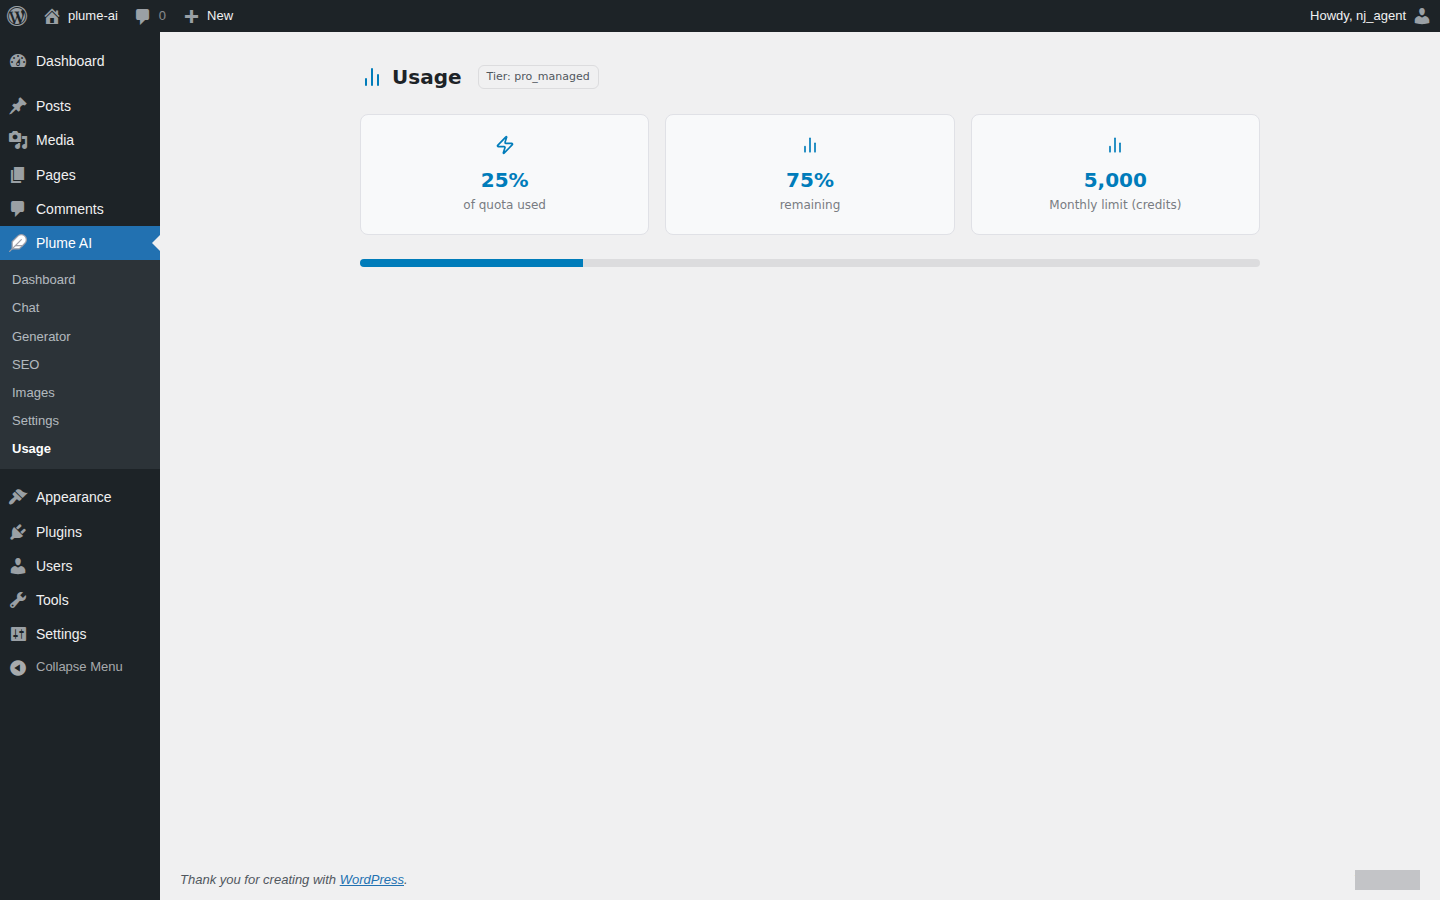 plume-ai
0
New
Howdy, nj_agent
Dashboard
Posts
Media
Pages
Comments
Plume AI
Dashboard
Chat
Generator
SEO
Images
Settings
Usage
Appearance
Plugins
Users
Tools
Settings
Collapse Menu
Usage
Tier: pro_managed
25%
of quota used
75%
remaining
5,000
Monthly limit (credits)
Thank you for creating with WordPress.